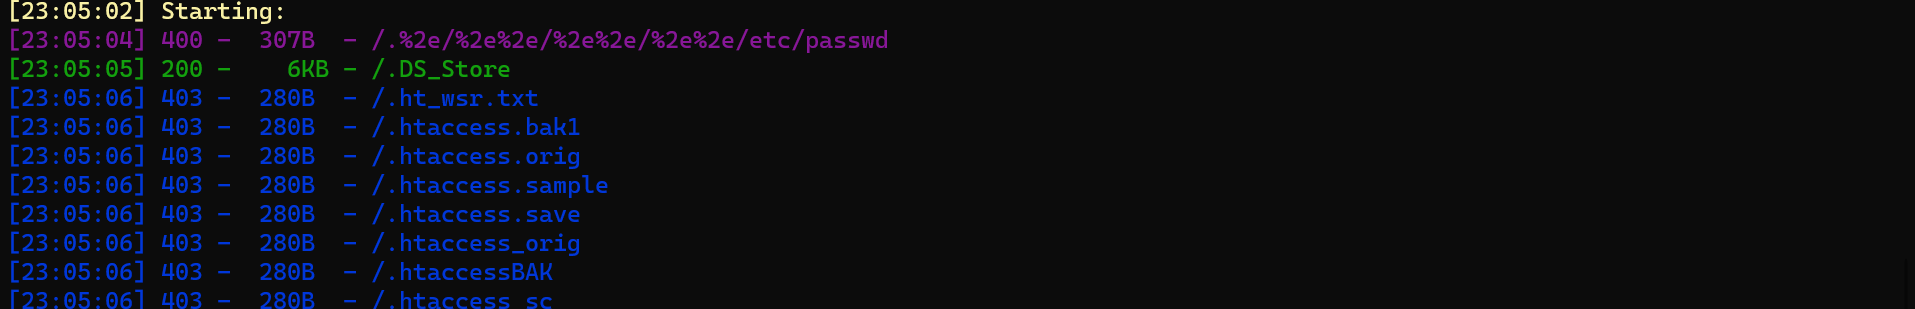 [23:05:02] Starting:
[23:05:04] 400 -  307B  - /.%2e/%2e%2e/%2e%2e/%2e%2e/etc/passwd
[23:05:05] 200 -    6KB - /.DS_Store
[23:05:06] 403 -  280B  - /.ht_wsr.txt
[23:05:06] 403 -  280B  - /.htaccess.bak1
[23:05:06] 403 -  280B  - /.htaccess.orig
[23:05:06] 403 -  280B  - /.htaccess.sample
[23:05:06] 403 -  280B  - /.htaccess.save
[23:05:06] 403 -  280B  - /.htaccess_orig
[23:05:06] 403 -  280B  - /.htaccessBAK
[23:05:06] 403 -  280B  - /.htaccess_sc